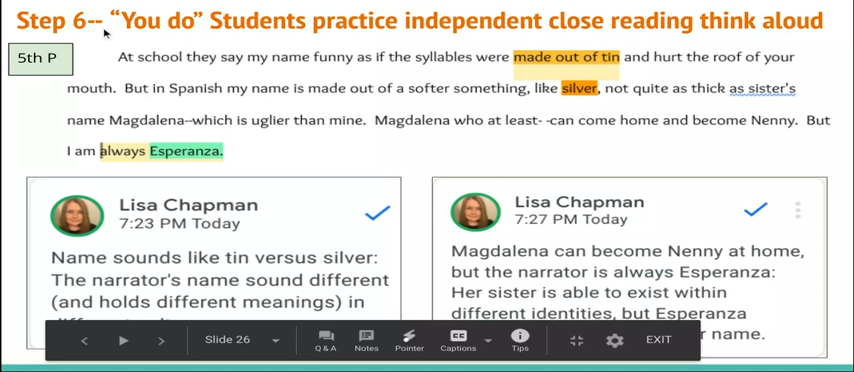 Step 6-- “You do” Students practice independent close reading think aloud
5th P
At school they say my name funny as if the syllables were made out of tin and hurt the roof of your
mouth. But in Spanish my name is made out of a softer something, like silver, not quite as thick as sister's
name Magdalena--which is uglier than mine. Magdalena who at least- -can come home and become Nenny. But
I am always Esperanza.
Lisa Chapman
7:23 PM Today
Name sounds like tin versus silver:
The narrator's name sound different
(and holds different meanings) in
Lisa Chapman
7:27 PM Today
Magdalena can become Nenny at home,
but the narrator is always Esperanza:
Her sister is able to exist within
different identities, but Esperanza
r name.
Slide 26
Q & A
Notes
Pointer
CC
Captions
Tips
EXIT